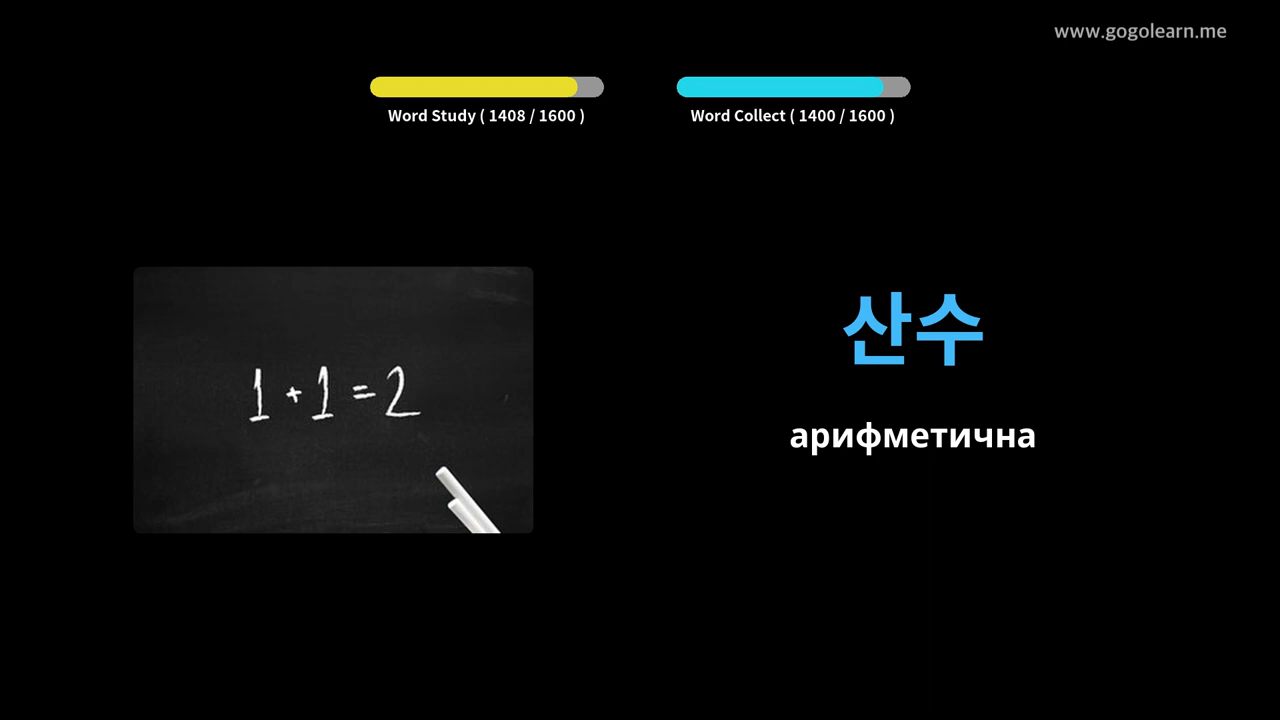 www.gogolearn.me
Word Study ( 1408 / 1600 )
Word Collect ( 1400 / 1600 )
1 + 1 = 2
산수
арифметична